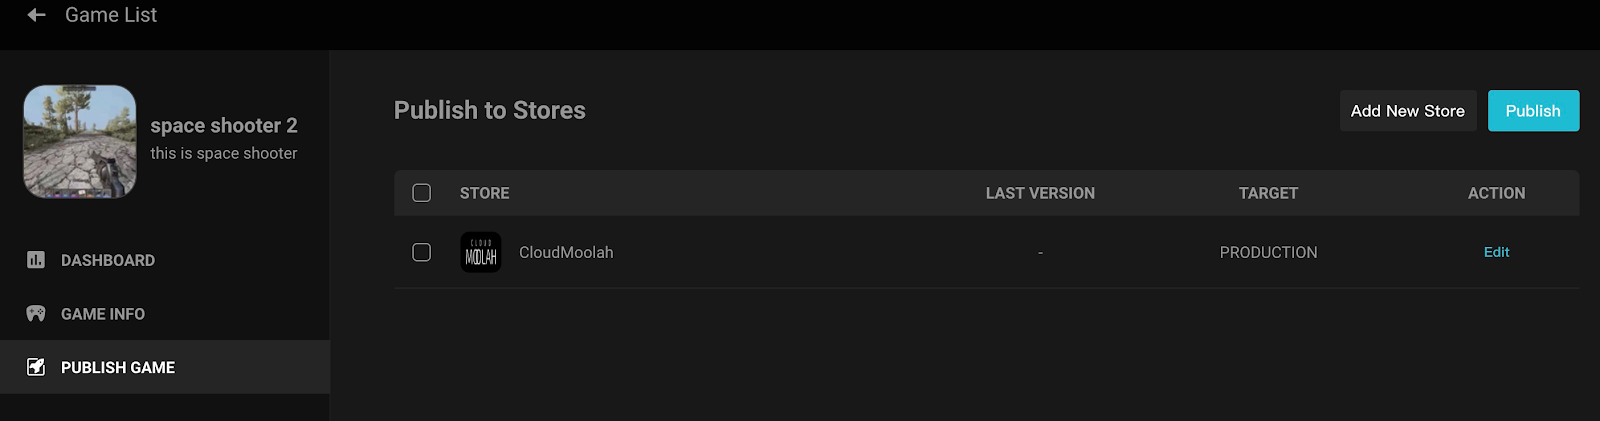 Game List
space shooter 2
this is space shooter
DASHBOARD
GAME INFO
PUBLISH GAME
Publish to Stores
Add New Store
Publish
STORE LAST VERSION TARGET ACTION
CLOUD
MOOLAH
CloudMoolah - PRODUCTION Edit